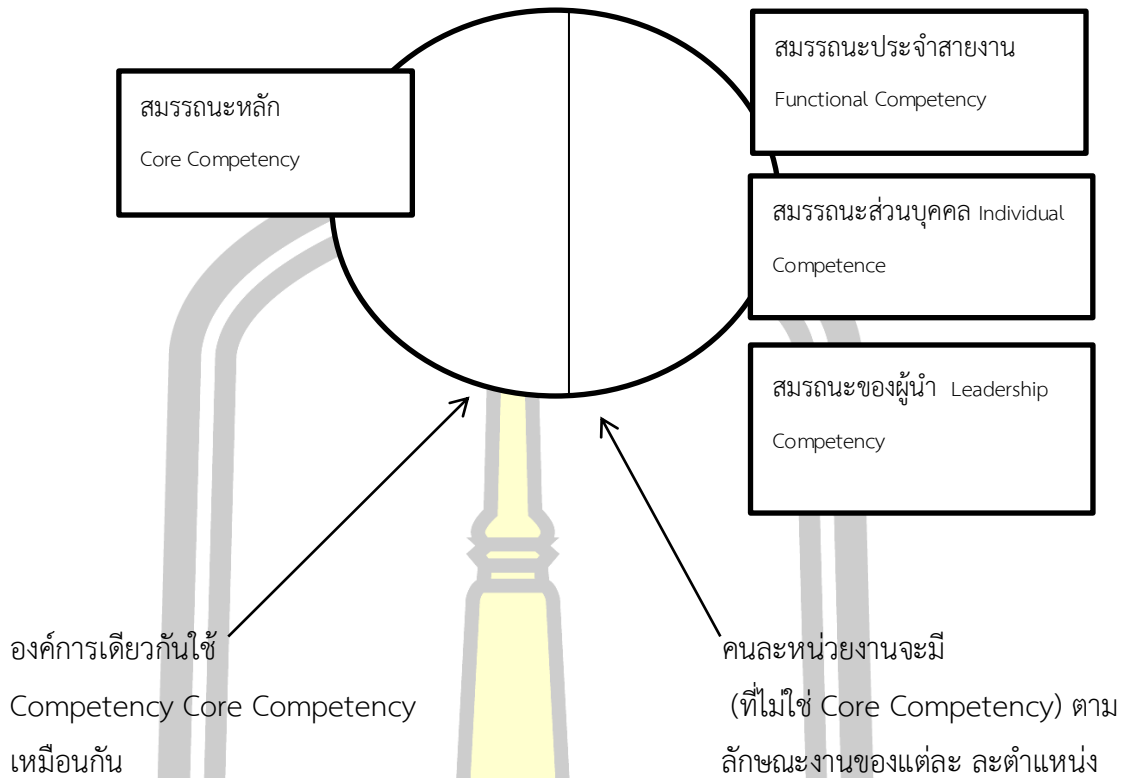 สมรรถนะหลัก
Core Competency
สมรรถนะประจำสายงาน
Functional Competency
สมรรถนะส่วนบุคคล Individual
Competence
สมรถนะของผู้นำ Leadership
Competency
องค์การเดียวกันใช้
Competency Core Competency
เหมือนกัน
คนละหน่วยงานจะมี
(ที่ไม่ใช่ Core Competency) ตาม
ลักษณะงานของแต่ละ ละตำแหน่ง